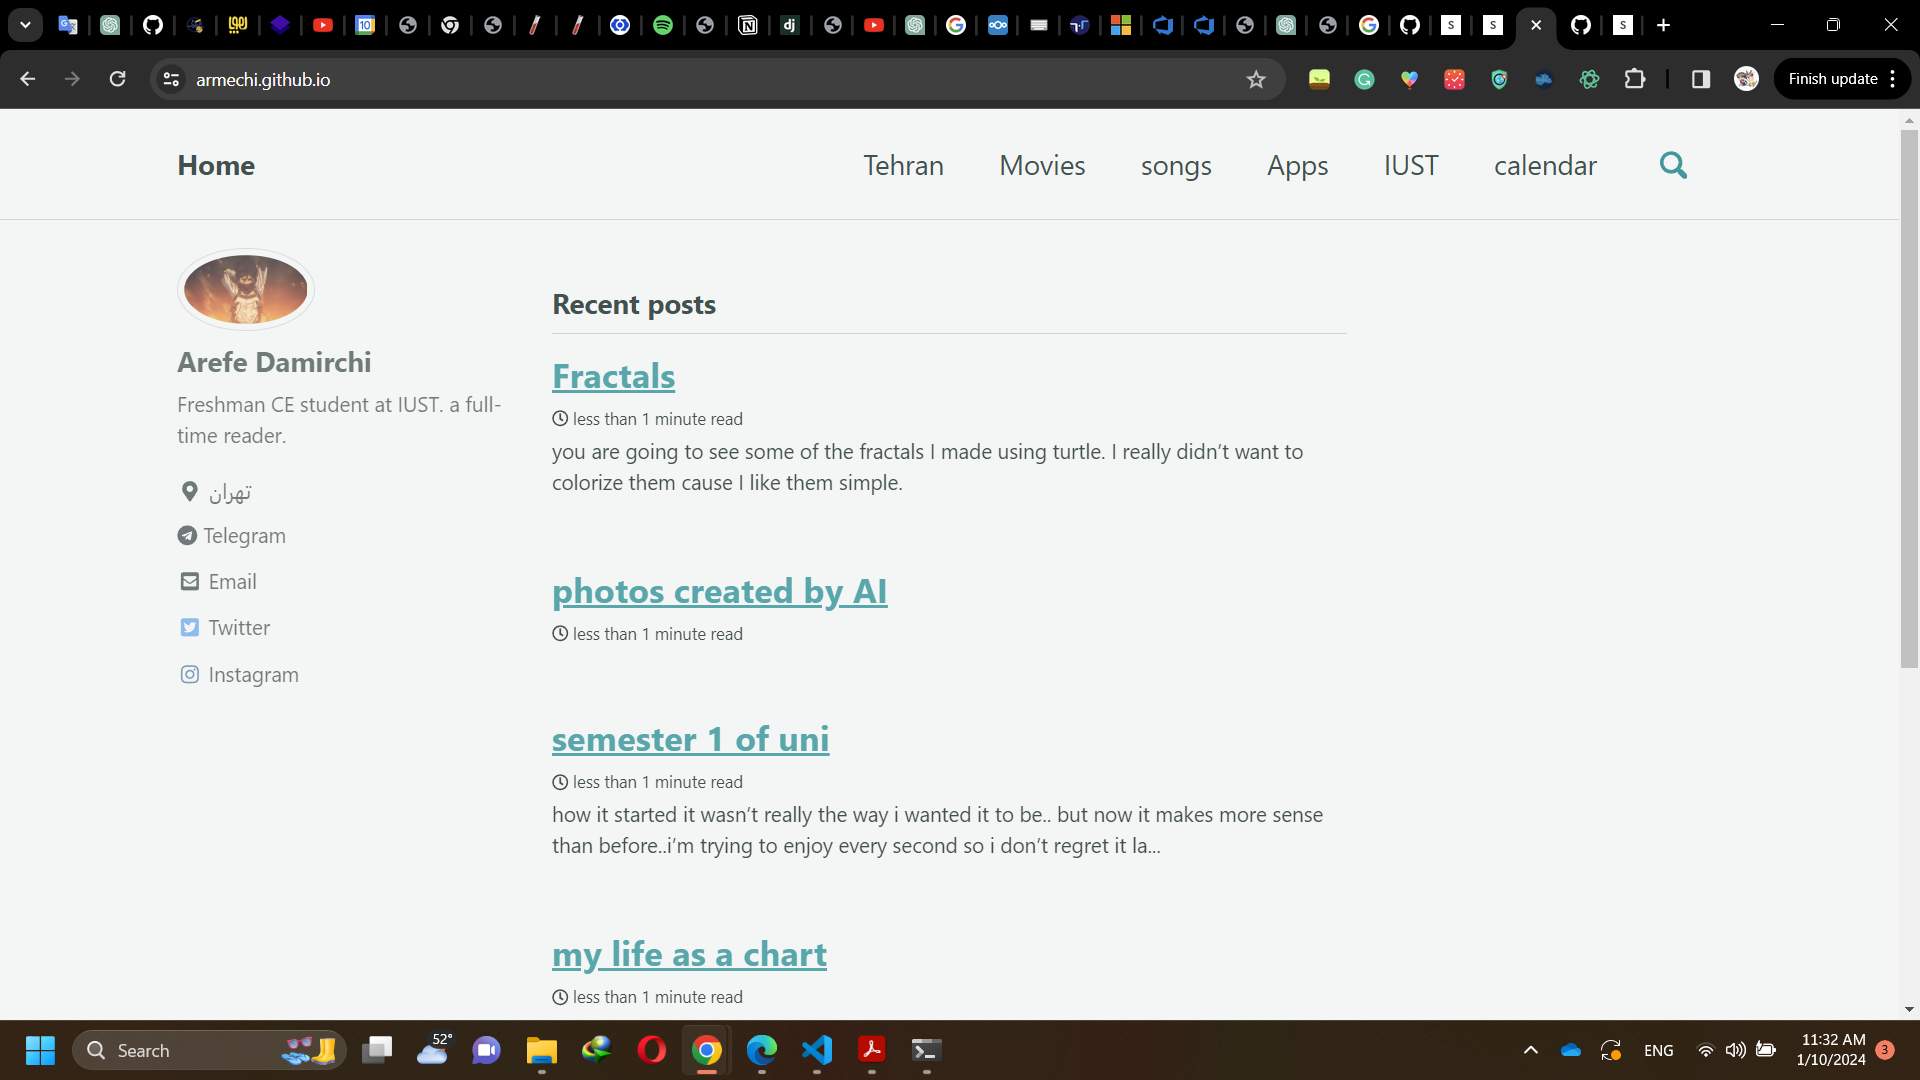 armechi.github.io
Finish update
Home
Tehran
Movies
songs
Apps
IUST
calendar
Arefe Damirchi
Freshman CE student at IUST. a full-
time reader.
تهران
Telegram
Email
Twitter
Instagram
Recent posts
Fractals
less than 1 minute read
you are going to see some of the fractals I made using turtle. I really didn’t want to
colorize them cause I like them simple.
photos created by AI
less than 1 minute read
semester 1 of uni
less than 1 minute read
how it started it wasn’t really the way i wanted it to be.. but now it makes more sense
than before..i’m trying to enjoy every second so i don’t regret it la...
my life as a chart
less than 1 minute read
Search
52°
ENG
11:32 AM
1/10/2024
3